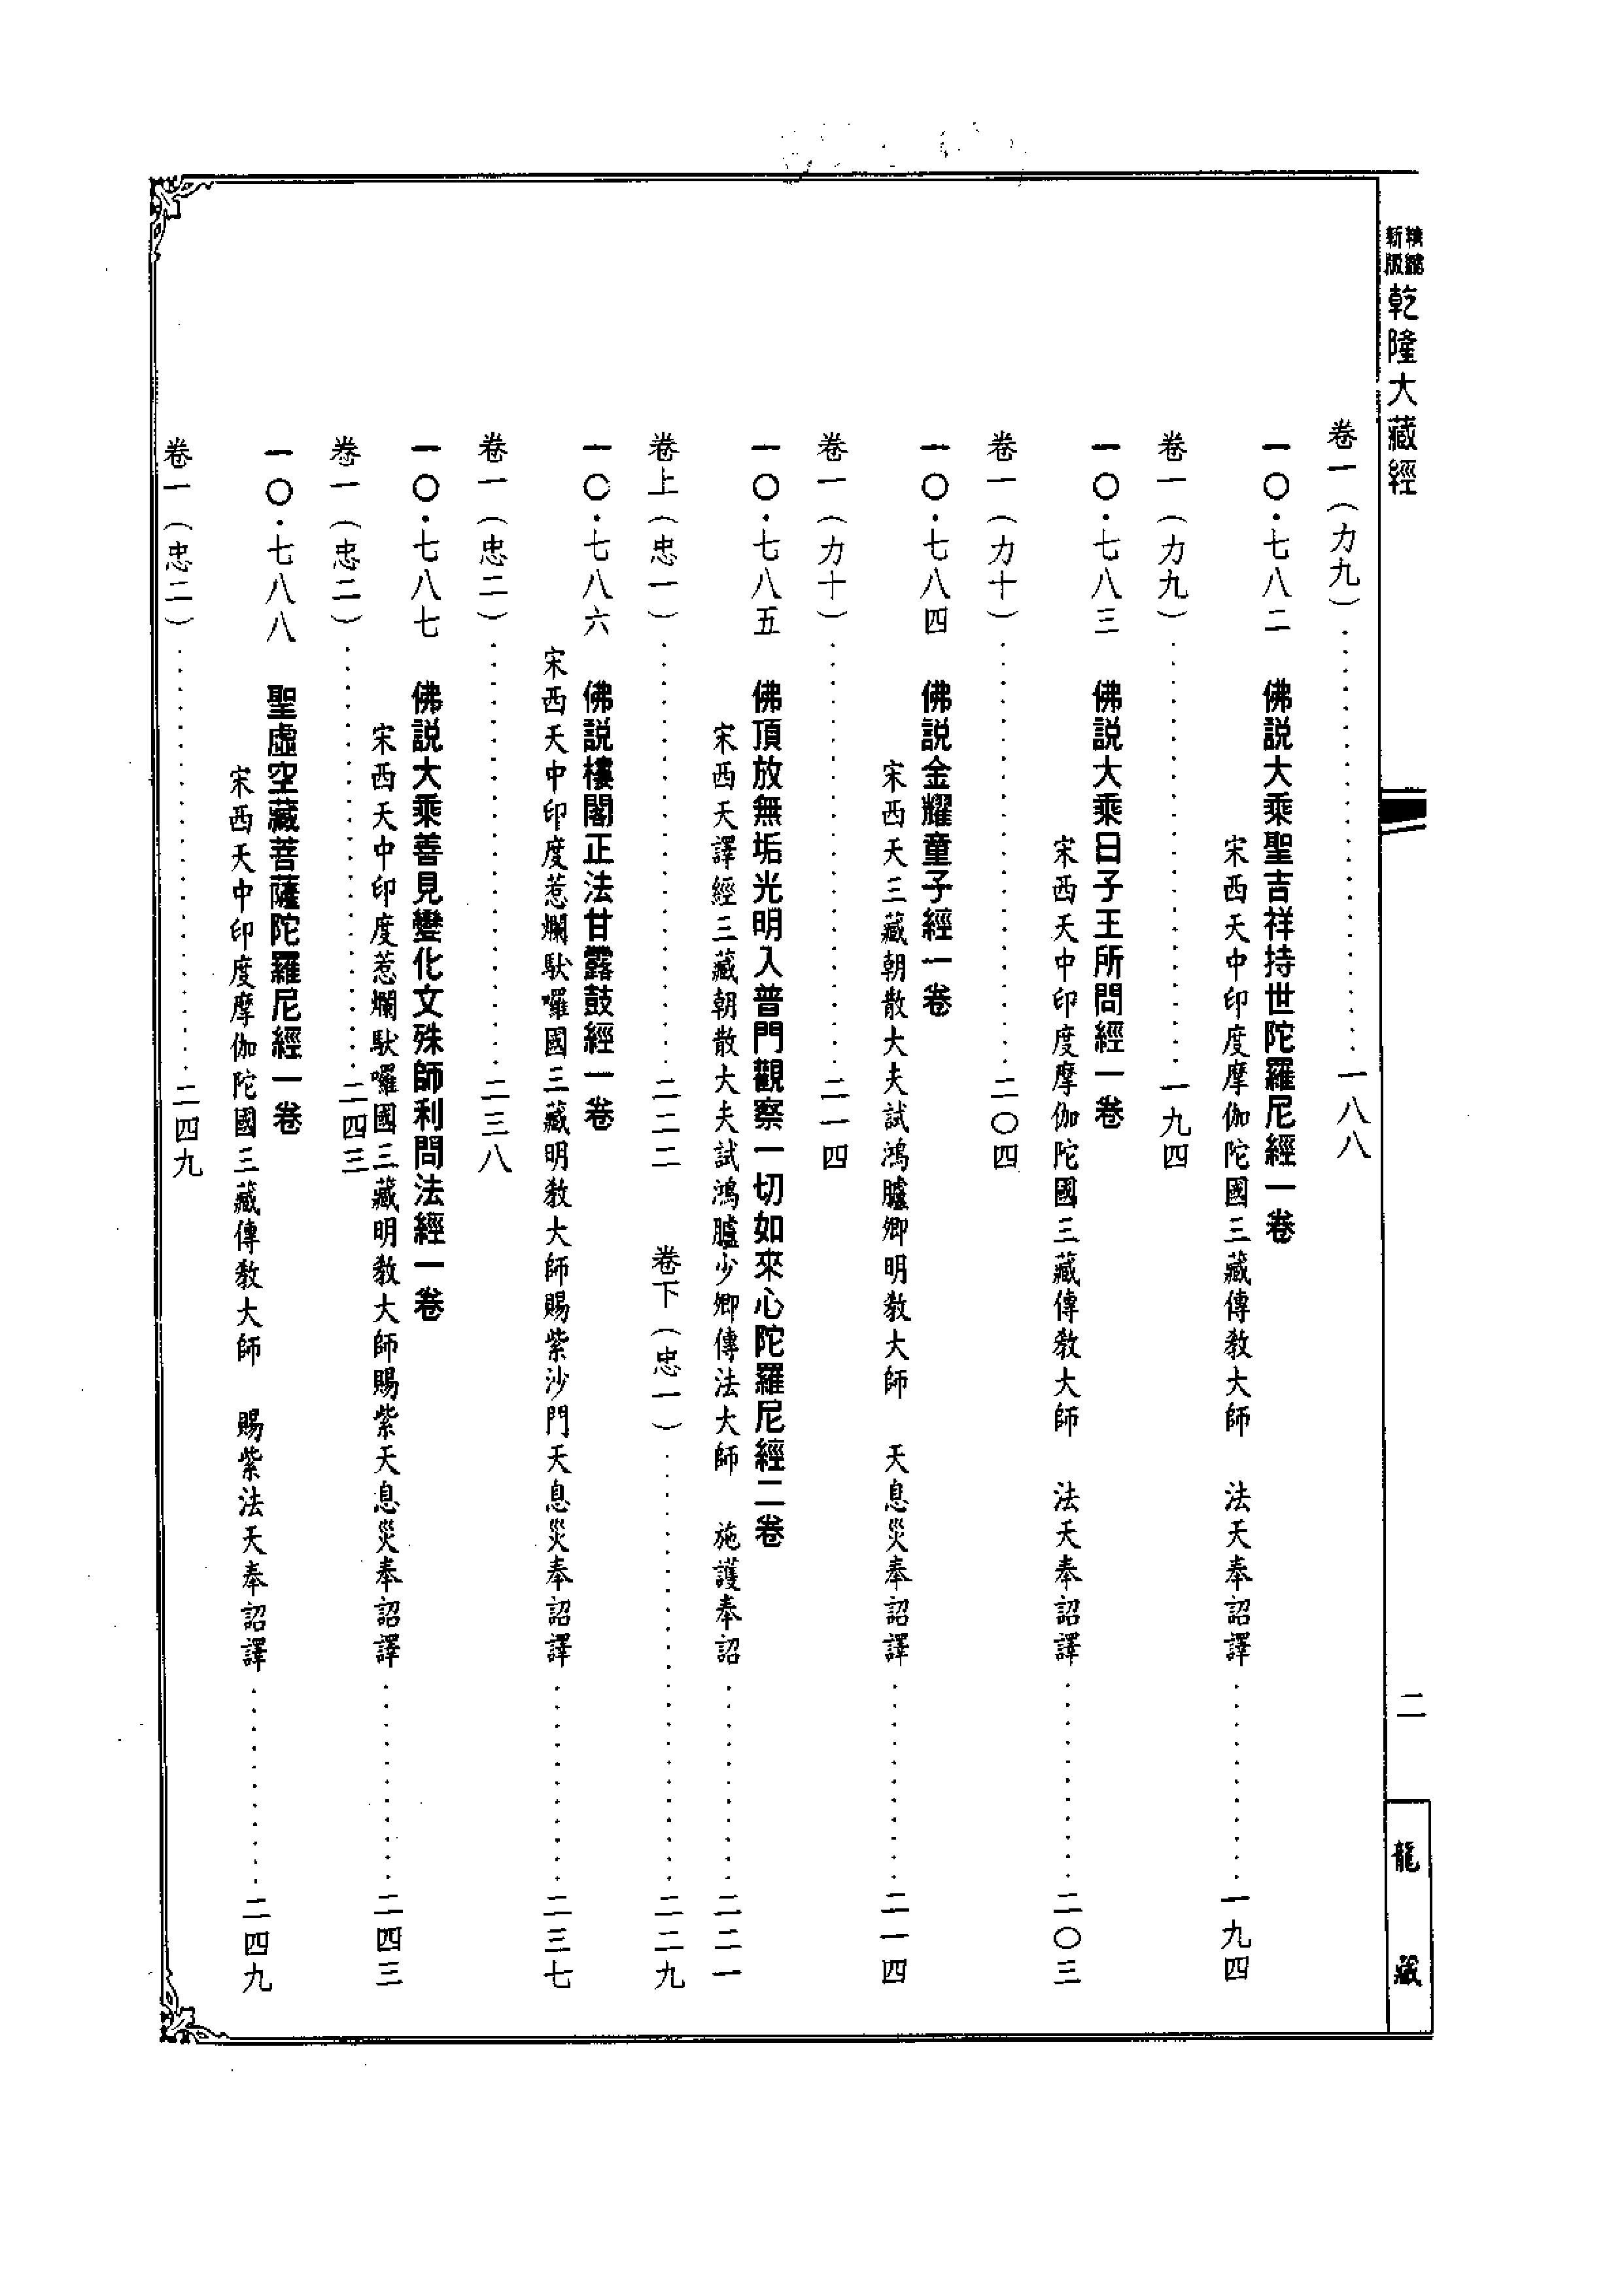 新版 精縮 乾隆大藏經
二
龍藏
卷一（力九）····················一八八
一〇·七八二　佛説大乘聖吉祥持世陀羅尼經一卷
宋西天中印度摩伽陀國三藏傳教大師　法天奉詔譯···········一九四
卷一（力九）····················一九四
一〇·七八三　佛説大乘日子王所問經一卷
宋西天中印度摩伽陀國三藏傳教大師　法天奉詔譯···········二〇三
卷一（力十）····················二〇四
一〇·七八四　佛説金耀童子經一卷
宋西天三藏朝散大夫試鴻臚卿明教大師　天息災奉詔譯···········二一四
卷一（力十）····················二一四
一〇·七八五　佛頂放無垢光明入普門觀察一切如來心陀羅尼經二卷
宋西天譯經三藏朝散大夫試鴻臚少卿傳法大師　施護奉詔···········二二一
卷上（忠一）····················二二二　卷下（忠一）····················二二九
一〇·七八六　佛説樓閣正法甘露鼓經一卷
宋西天中印度惹爛馱囉國三藏明教大師賜紫沙門天息災奉詔譯···········二三七
卷一（忠二）····················二三八
一〇·七八七　佛説大乘善見變化文殊師利問法經一卷
宋西天中印度惹爛馱囉國三藏明教大師賜紫天息災奉詔譯···········二四三
卷一（忠二）····················二四三
一〇·七八八　聖虛空藏菩薩陀羅尼經一卷
宋西天中印度摩伽陀國三藏傳教大師　賜紫法天奉詔譯···········二四九
卷一（忠二）····················二四九